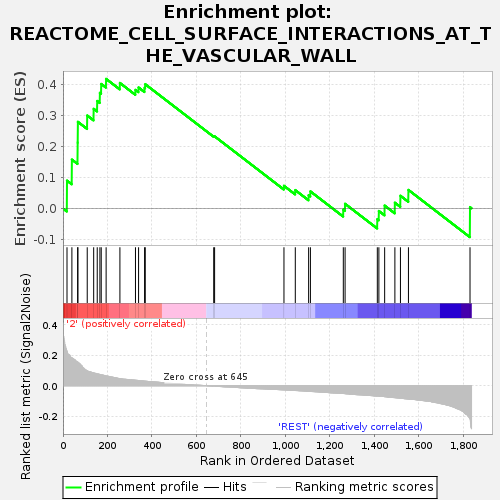 Enrichment plot:
REACTOME_CELL_SURFACE_INTERACTIONS_AT_T
HE_VASCULAR_WALL
Enrichment score (ES)
0.4
0.3
0.2
0.1
0.0
-0.1
'2' (positively correlated)
Ranked list metric (Signal2Noise)
0.4
0.2
0.0
-0.2
Zero cross at 645
'REST' (negatively correlated)
0
200
400
600
800
1,000
1,200
1,400
1,600
1,800
Rank in Ordered Dataset
Enrichment profile
Hits
Ranking metric scores